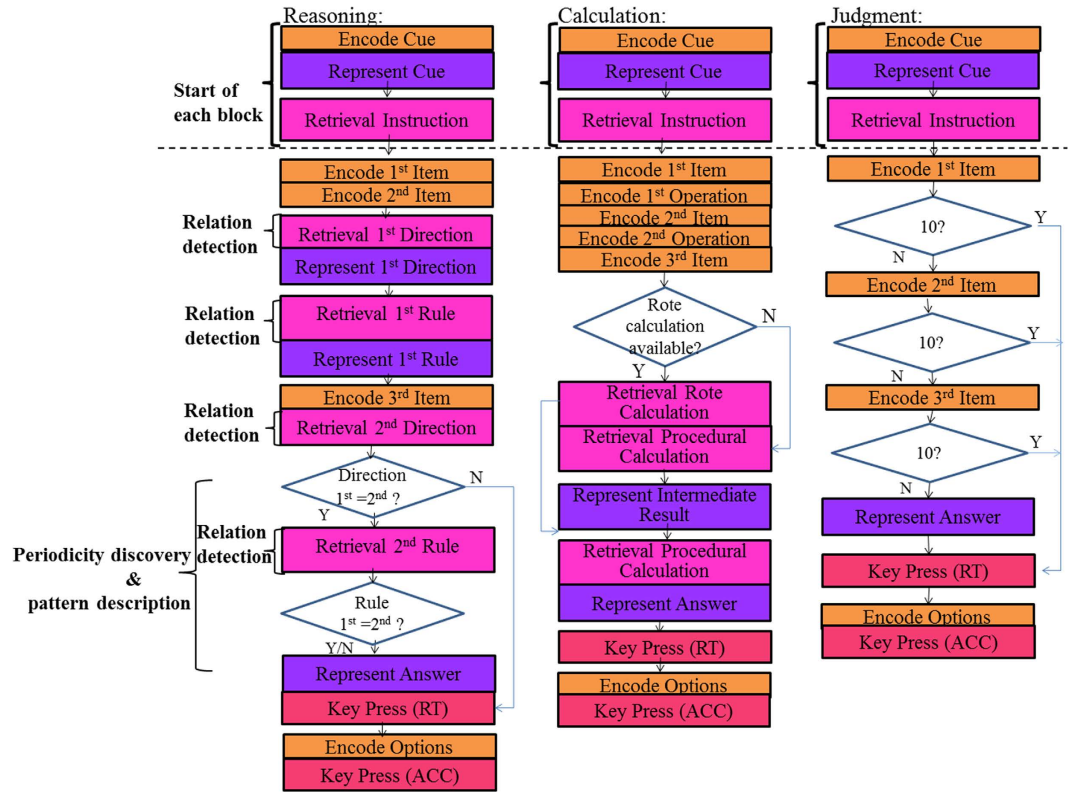 Reasoning:
Encode Cue
Represent Cue
Retrieval Instruction
Start of
each block
Encode 1st Item
Encode 2nd Item
Relation
detection
Retrieval 1st Direction
Represent 1st Direction
Relation
detection
Retrieval 1st Rule
Represent 1st Rule
Encode 3rd Item
Relation
detection
Retrieval 2nd Direction
Direction
1st =2nd ?
N
Y
Relation
detection
Retrieval 2nd Rule
Periodicity discovery
&
pattern description
Rule
1st =2nd ?
Y/N
Represent Answer
Key Press (RT)
Encode Options
Key Press (ACC)
Calculation:
Encode Cue
Represent Cue
Retrieval Instruction
Encode 1st Item
Encode 1st Operation
Encode 2nd Item
Encode 2nd Operation
Encode 3rd Item
Rote
calculation
available?
N
Y
Retrieval Rote
Calculation
Retrieval Procedural
Calculation
Represent Intermediate
Result
Retrieval Procedural
Calculation
Represent Answer
Key Press (RT)
Encode Options
Key Press (ACC)
Judgment:
Encode Cue
Represent Cue
Retrieval Instruction
Encode 1st Item
10?
Y
N
Encode 2nd Item
10?
Y
N
Encode 3rd Item
10?
Y
N
Represent Answer
Key Press (RT)
Encode Options
Key Press (ACC)